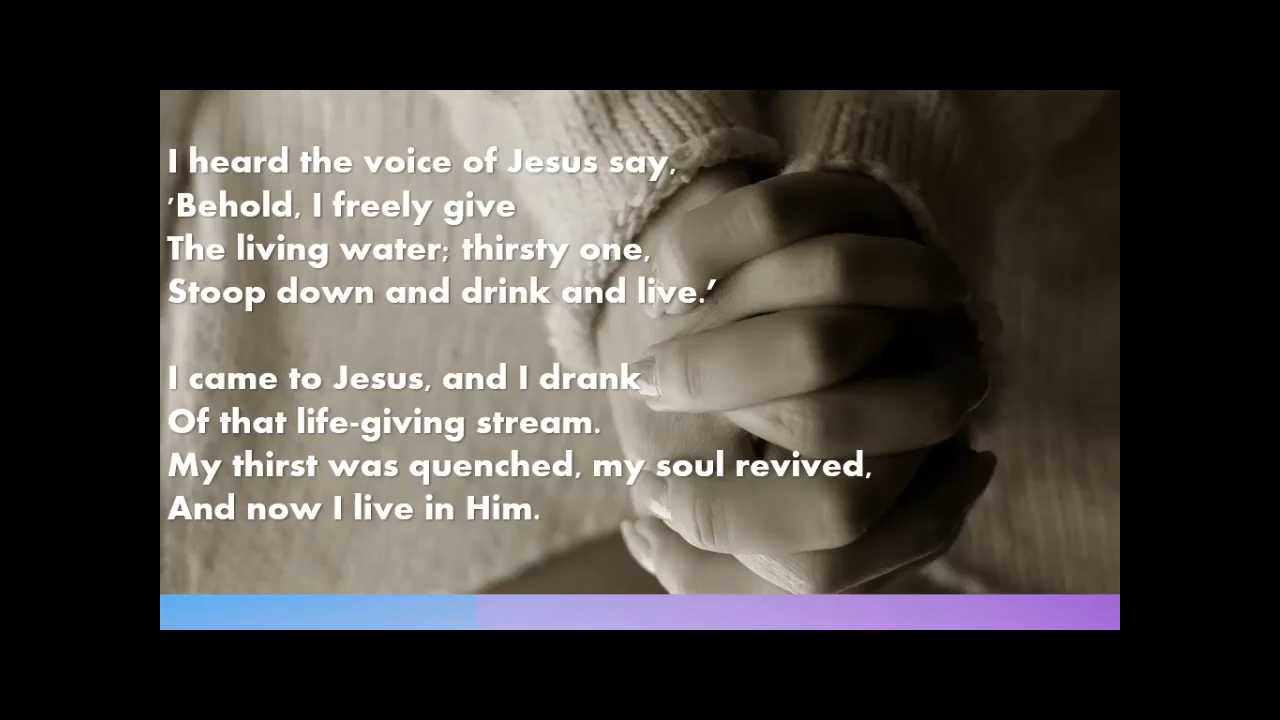 I heard the voice of Jesus say,
'Behold, I freely give
The living water; thirsty one,
Stoop down and drink and live.'
I came to Jesus, and I drank
Of that life-giving stream.
My thirst was quenched, my soul revived,
And now I live in Him.